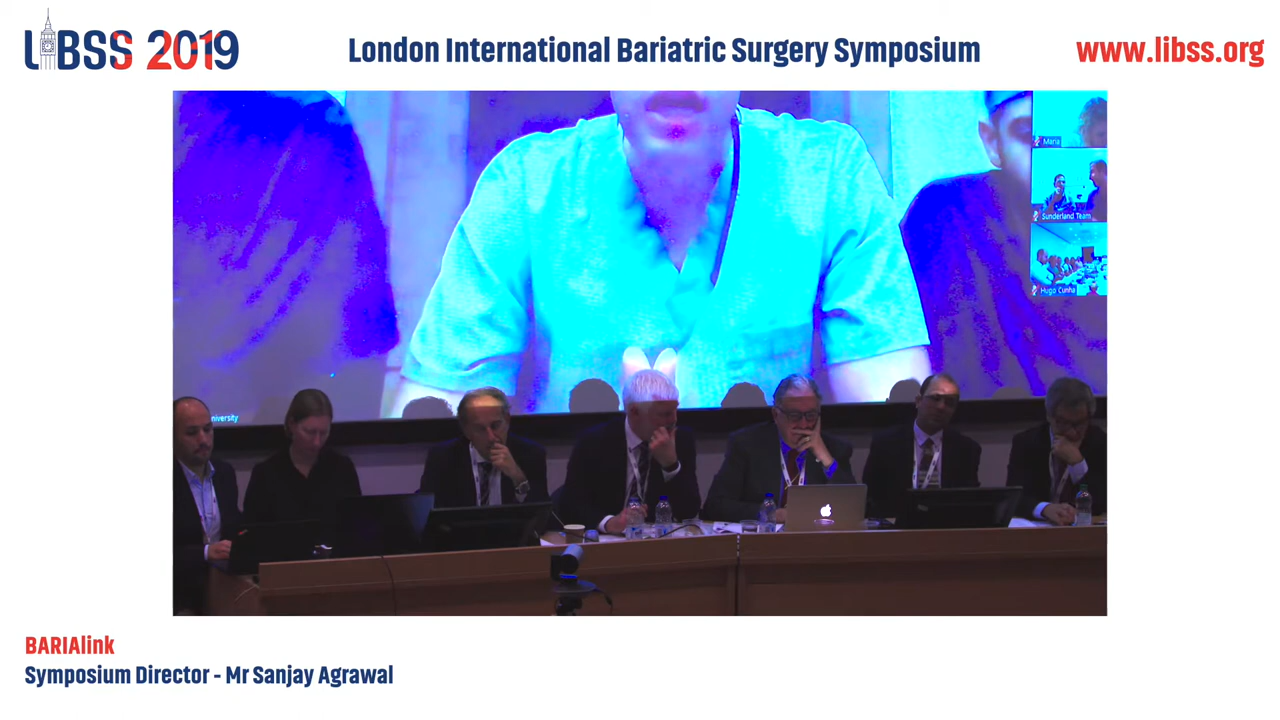 LIBSS 2019
London International Bariatric Surgery Symposium
www.libss.org
Maria
Sunderland Team
Hugo Cunha
BARIAlink
Symposium Director - Mr Sanjay Agrawal